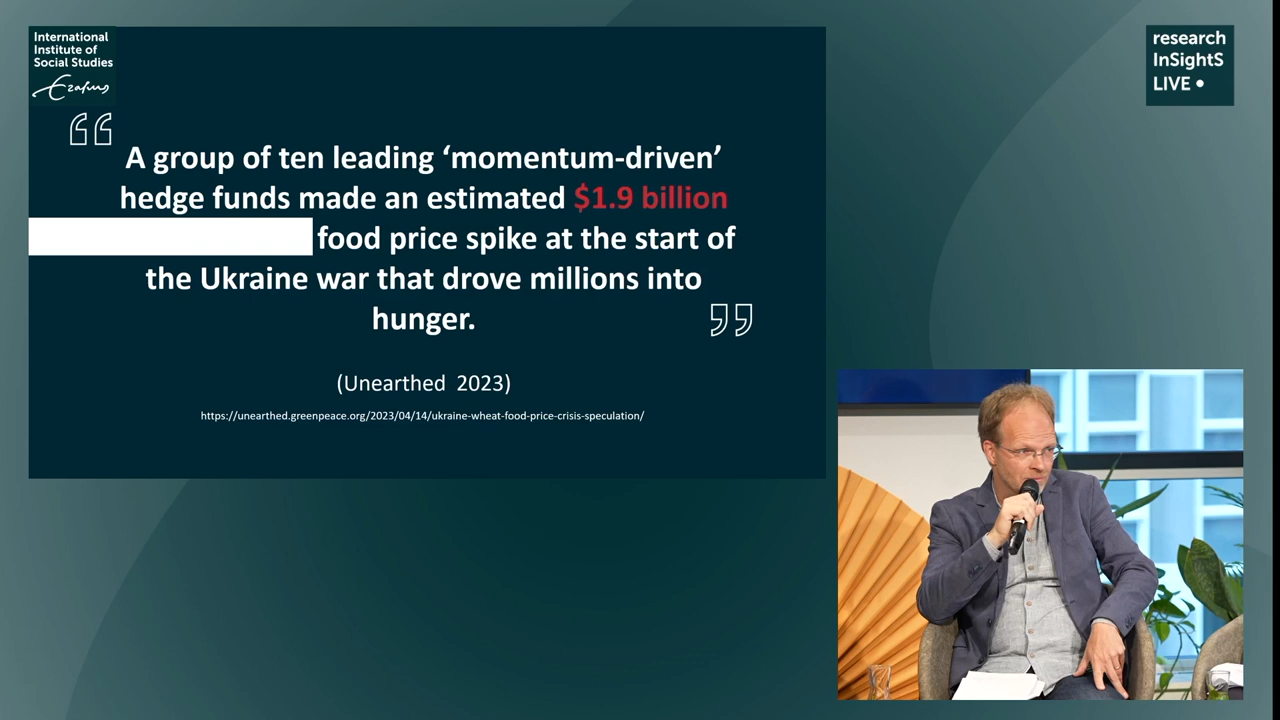 International
Institute of
Social Studies
Erasmus
research
InSightS
LIVE
“
A group of ten leading ‘momentum-driven’
hedge funds made an estimated $1.9 billion
food price spike at the start of
the Ukraine war that drove millions into
hunger.
”
(Unearthed 2023)
https://unearthed.greenpeace.org/2023/04/14/ukraine-wheat-food-price-crisis-speculation/